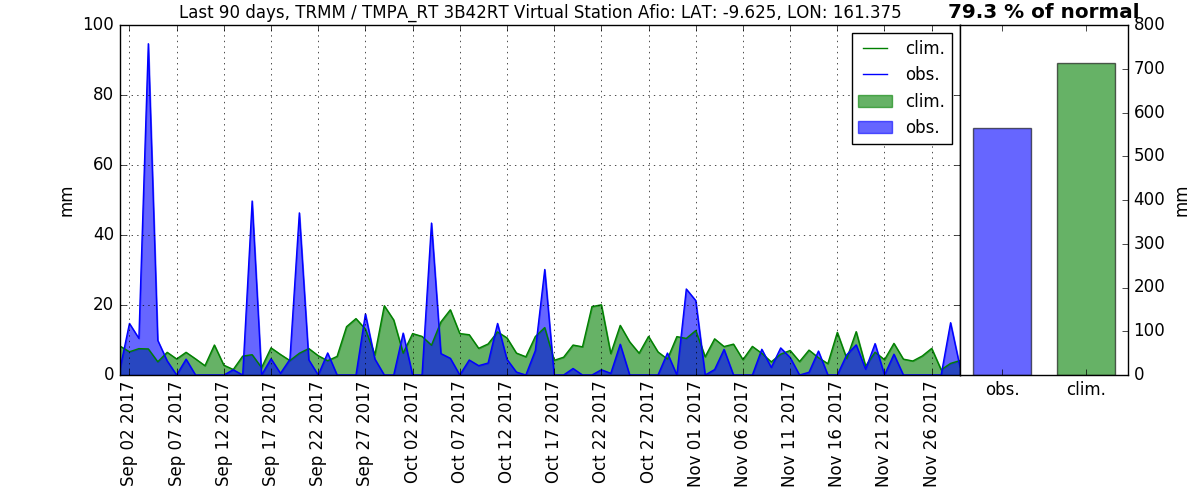 Last 90 days, TRMM / TMPA_RT 3B42RT Virtual Station Afio: LAT: -9.625, LON: 161.375
79.3 % of normal
100
80
60
40
20
0
mm
clim.
obs.
clim.
obs.
800
700
600
500
400
300
200
100
0
mm
obs.
clim.
Sep 02 2017
Sep 07 2017
Sep 12 2017
Sep 17 2017
Sep 22 2017
Sep 27 2017
Oct 02 2017
Oct 07 2017
Oct 12 2017
Oct 17 2017
Oct 22 2017
Oct 27 2017
Nov 01 2017
Nov 06 2017
Nov 11 2017
Nov 16 2017
Nov 21 2017
Nov 26 2017